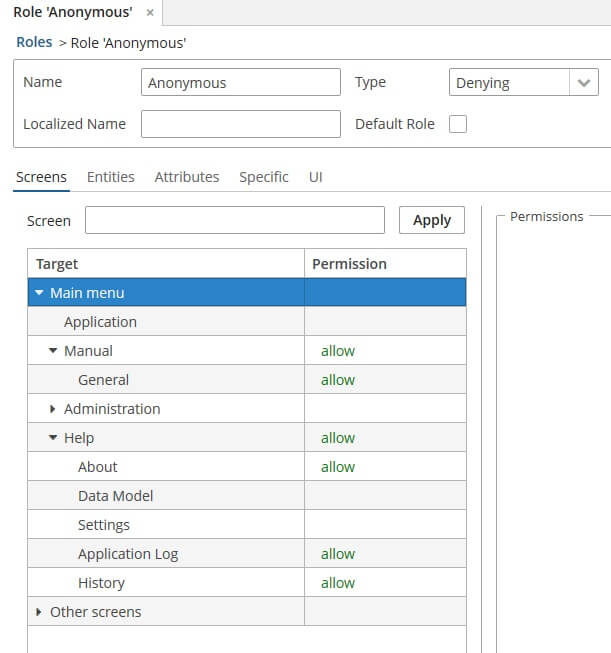 Role 'Anonymous' ×
Roles > Role 'Anonymous'
Name Anonymous Type Denying
Localized Name Default Role
Screens Entities Attributes Specific UI
Screen Apply Permissions
Target Permission
Main menu
Application
Manual allow
General allow
Administration
Help allow
About allow
Data Model
Settings
Application Log allow
History allow
Other screens